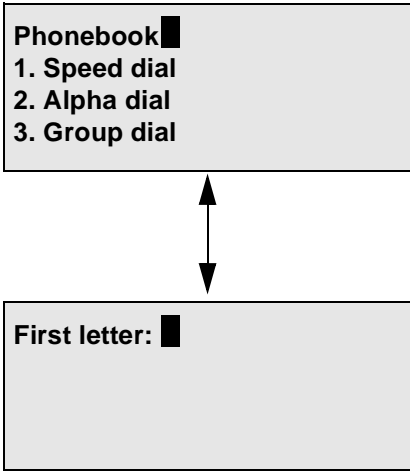 Phonebook
1. Speed dial
2. Alpha dial
3. Group dial
First letter: